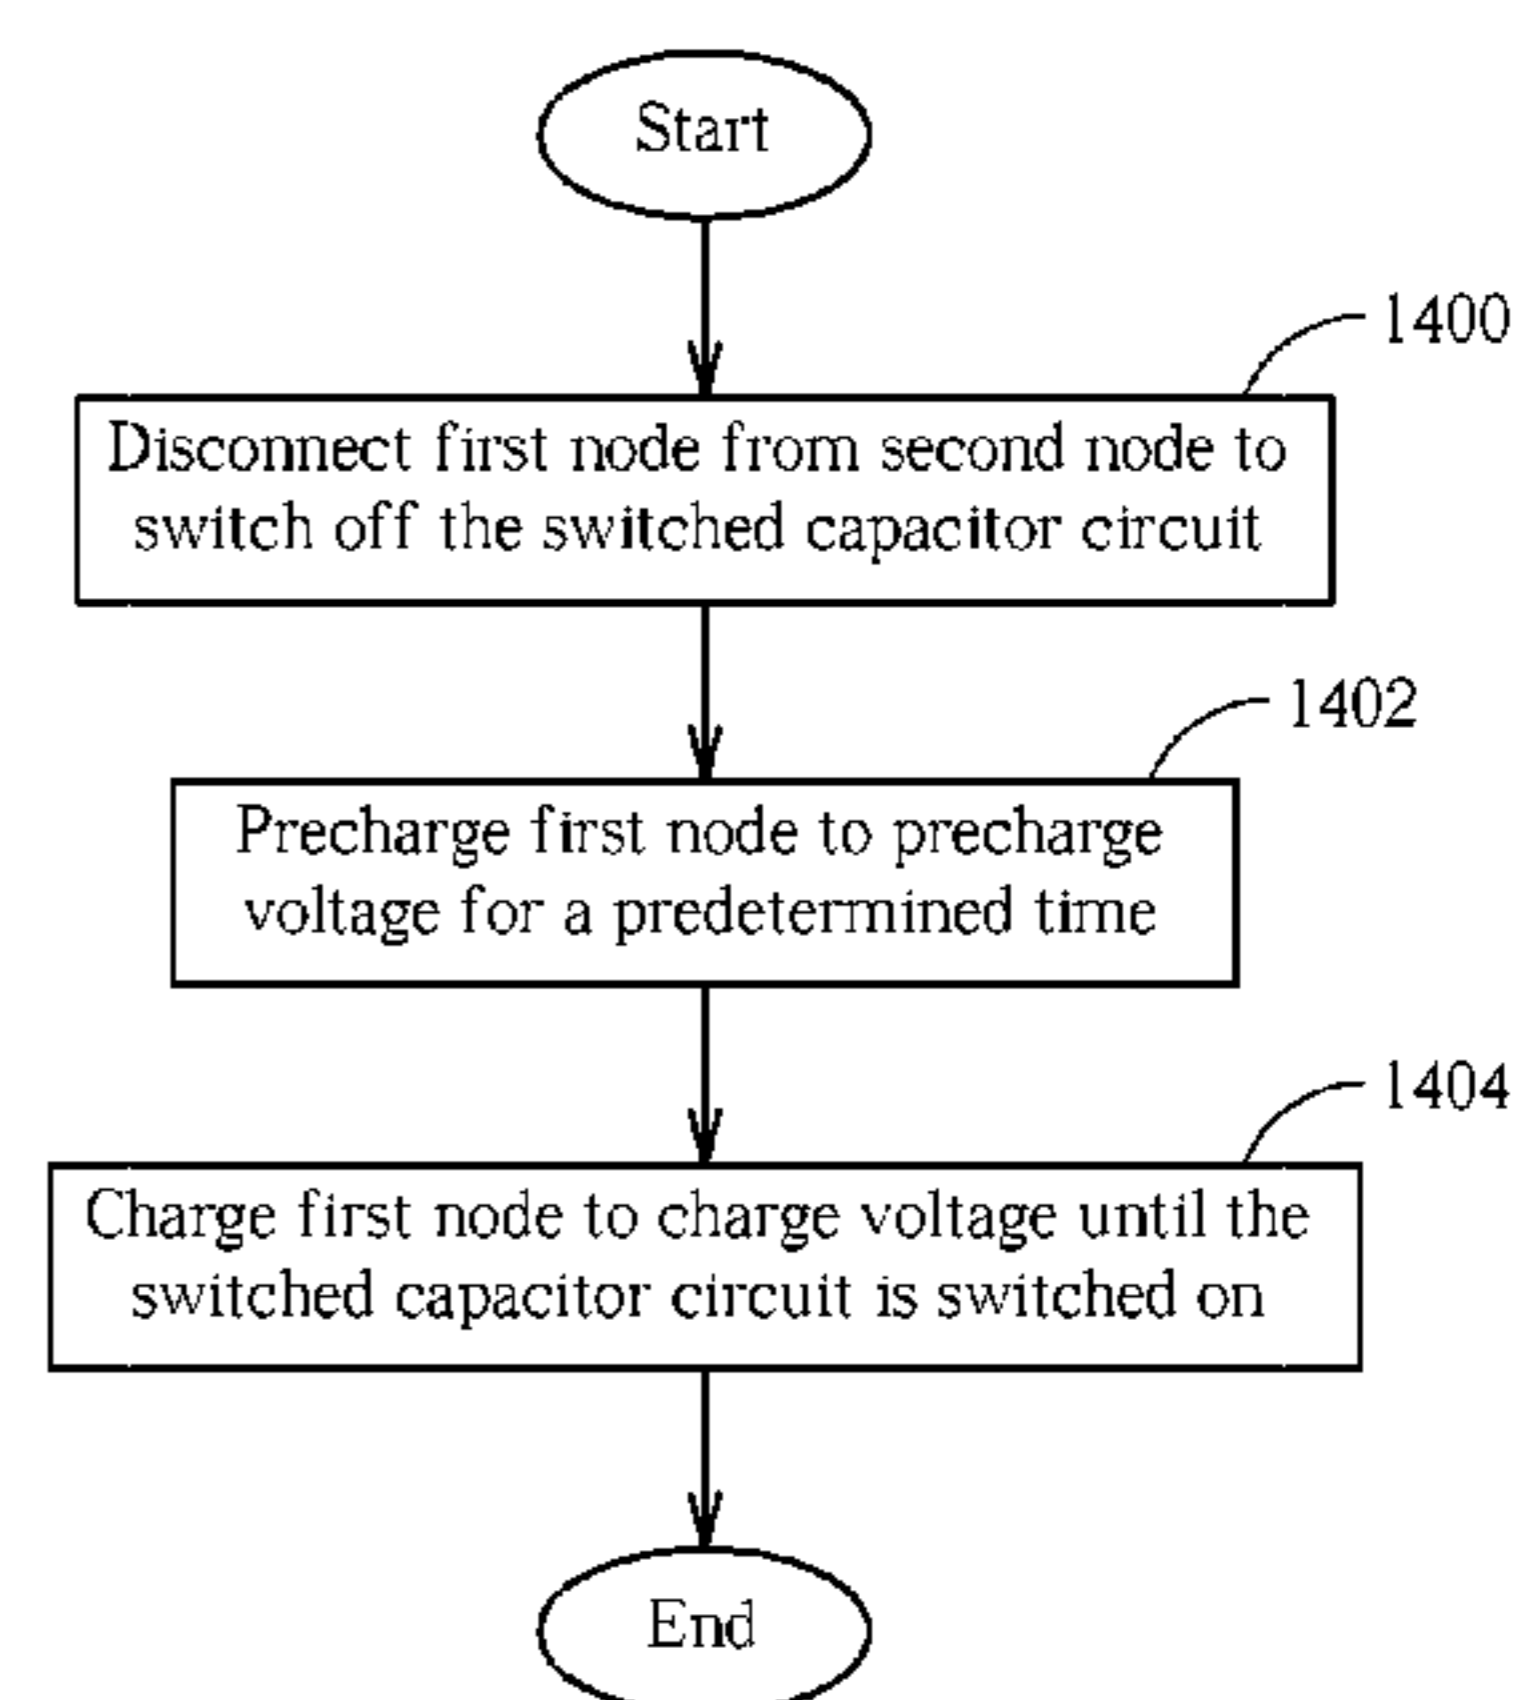 Start
1400
Disconnect first node from second node to
switch off the switched capacitor circuit
1402
Precharge first node to precharge
voltage for a predetermined time
1404
Charge first node to charge voltage until the
switched capacitor circuit is switched on
End